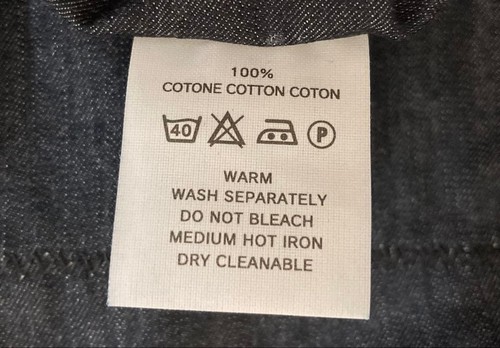 100%
COTONE COTTON COTON
40 P
WARM
WASH SEPARATELY
DO NOT BLEACH
MEDIUM HOT IRON
DRY CLEANABLE